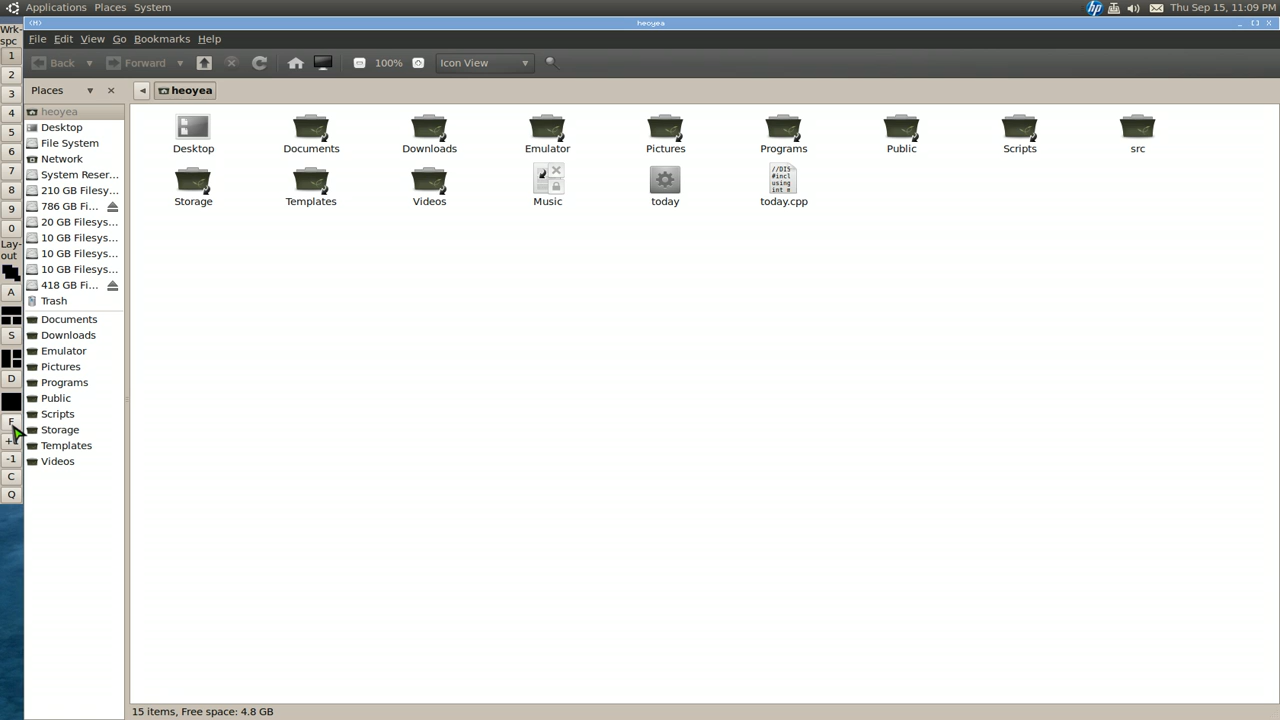 Applications Places System
hp
Thu Sep 15, 11:09 PM
(M) heoyea
File Edit View Go Bookmarks Help
Back Forward 100% Icon View
Places heoyea
Wrk-
spc
1
2
3
4
5
6
7
8
9
0
Lay-
out
A
S
D
F
-1
C
Q
heoyea
Desktop
File System
Network
System Reser...
210 GB Filesy...
786 GB Fi...
20 GB Filesys...
10 GB Filesys...
10 GB Filesys...
10 GB Filesys...
418 GB Fi...
Trash
Documents
Downloads
Emulator
Pictures
Programs
Public
Scripts
Storage
Templates
Videos
Desktop Documents Downloads Emulator Pictures Programs Public Scripts src
//DIS
#incl
using
int m
Storage Templates Videos Music today today.cpp
15 items, Free space: 4.8 GB